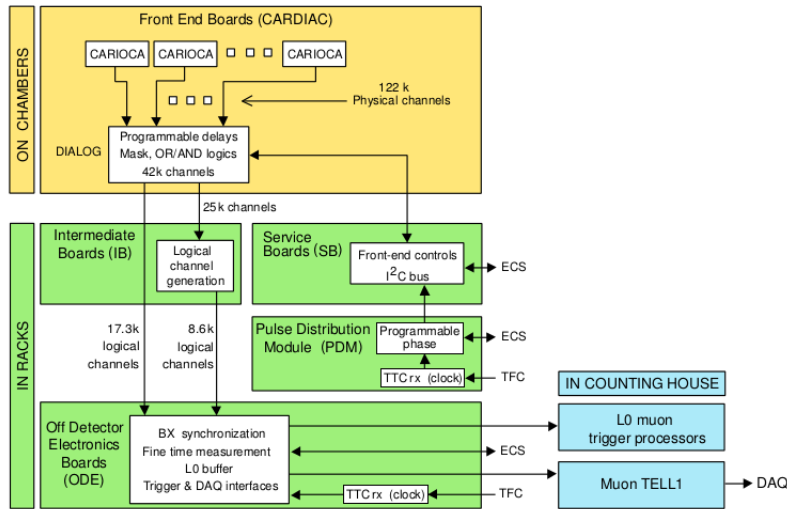 Front End Boards (CARDIAC)
ON CHAMBERS
CARIOCA
CARIOCA
CARIOCA
122 k
Physical channels
DIALOG
Programmable delays
Mask, OR/AND logics
42k channels
25k channels
IN RACKS
Intermediate
Boards (IB)
Logical
channel
generation
Service
Boards (SB)
Front-end controls
I²C bus
ECS
17.3k
logical
channels
8.6k
logical
channels
Pulse Distribution
Module (PDM)
Programmable
phase
ECS
TTC rx (clock)
TFC
IN COUNTING HOUSE
Off Detector
Electronics
Boards
(ODE)
BX synchronization
Fine time measurement
L0 buffer
Trigger & DAQ interfaces
L0 muon
trigger processors
ECS
Muon TELL1
DAQ
TTC rx (clock)
TFC